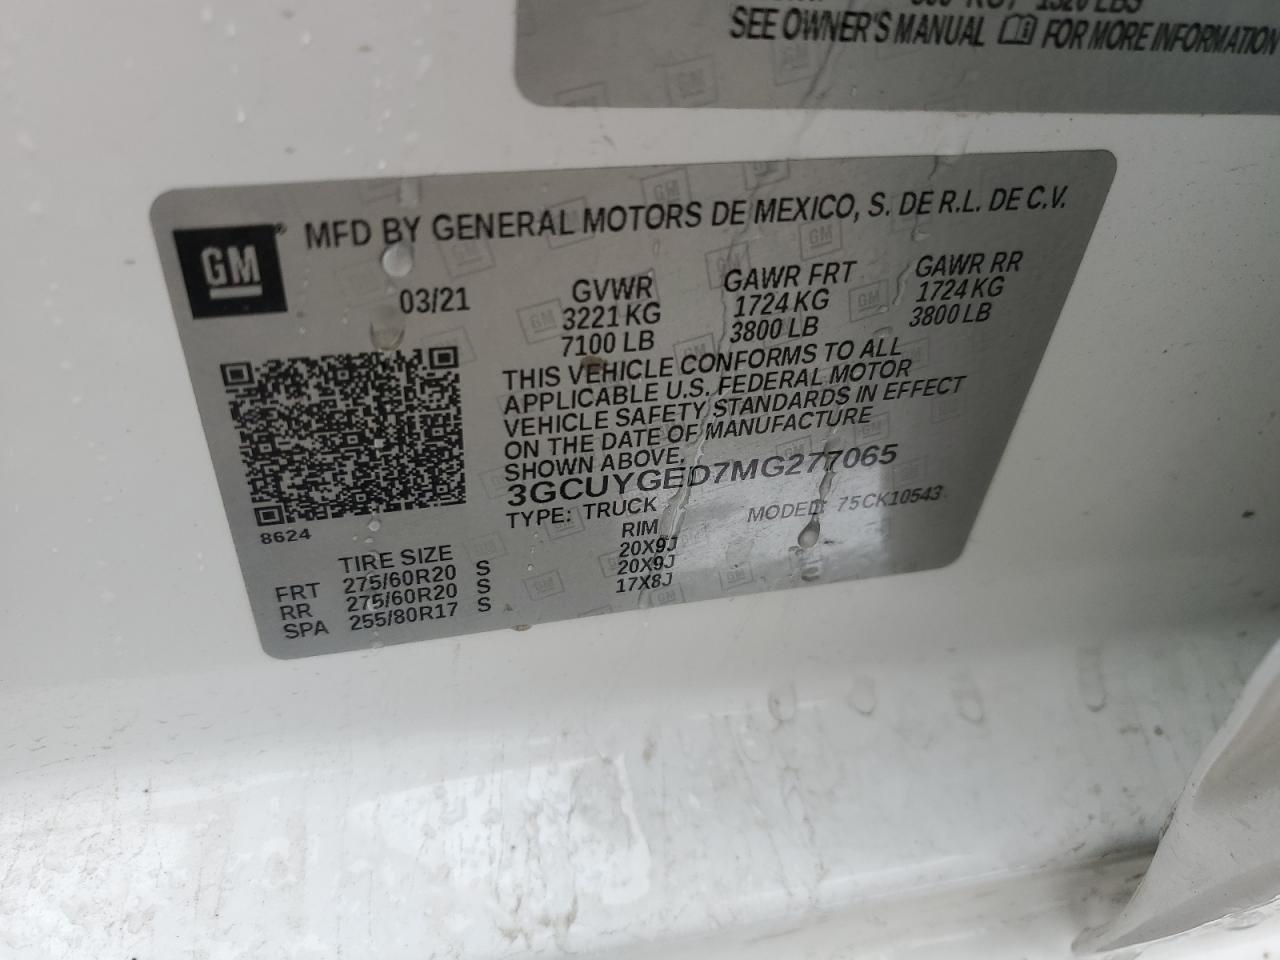 1320 LBS
SEE OWNER'S MANUAL FOR MORE INFORMATION
GM® MFD BY GENERAL MOTORS DE MEXICO, S. DE R.L. DE C.V.
03/21
GVWR
3221 KG
7100 LB
GAWR FRT
1724 KG
3800 LB
GAWR RR
1724 KG
3800 LB
THIS VEHICLE CONFORMS TO ALL
APPLICABLE U.S. FEDERAL MOTOR
VEHICLE SAFETY STANDARDS IN EFFECT
ON THE DATE OF MANUFACTURE
SHOWN ABOVE.
3GCUYGED7MG277065
TYPE: TRUCK MODEL: 75CK10543
8624
TIRE SIZE RIM
FRT 275/60R20 S 20X9J
RR 275/60R20 S 20X9J
SPA 255/80R17 S 17X8J